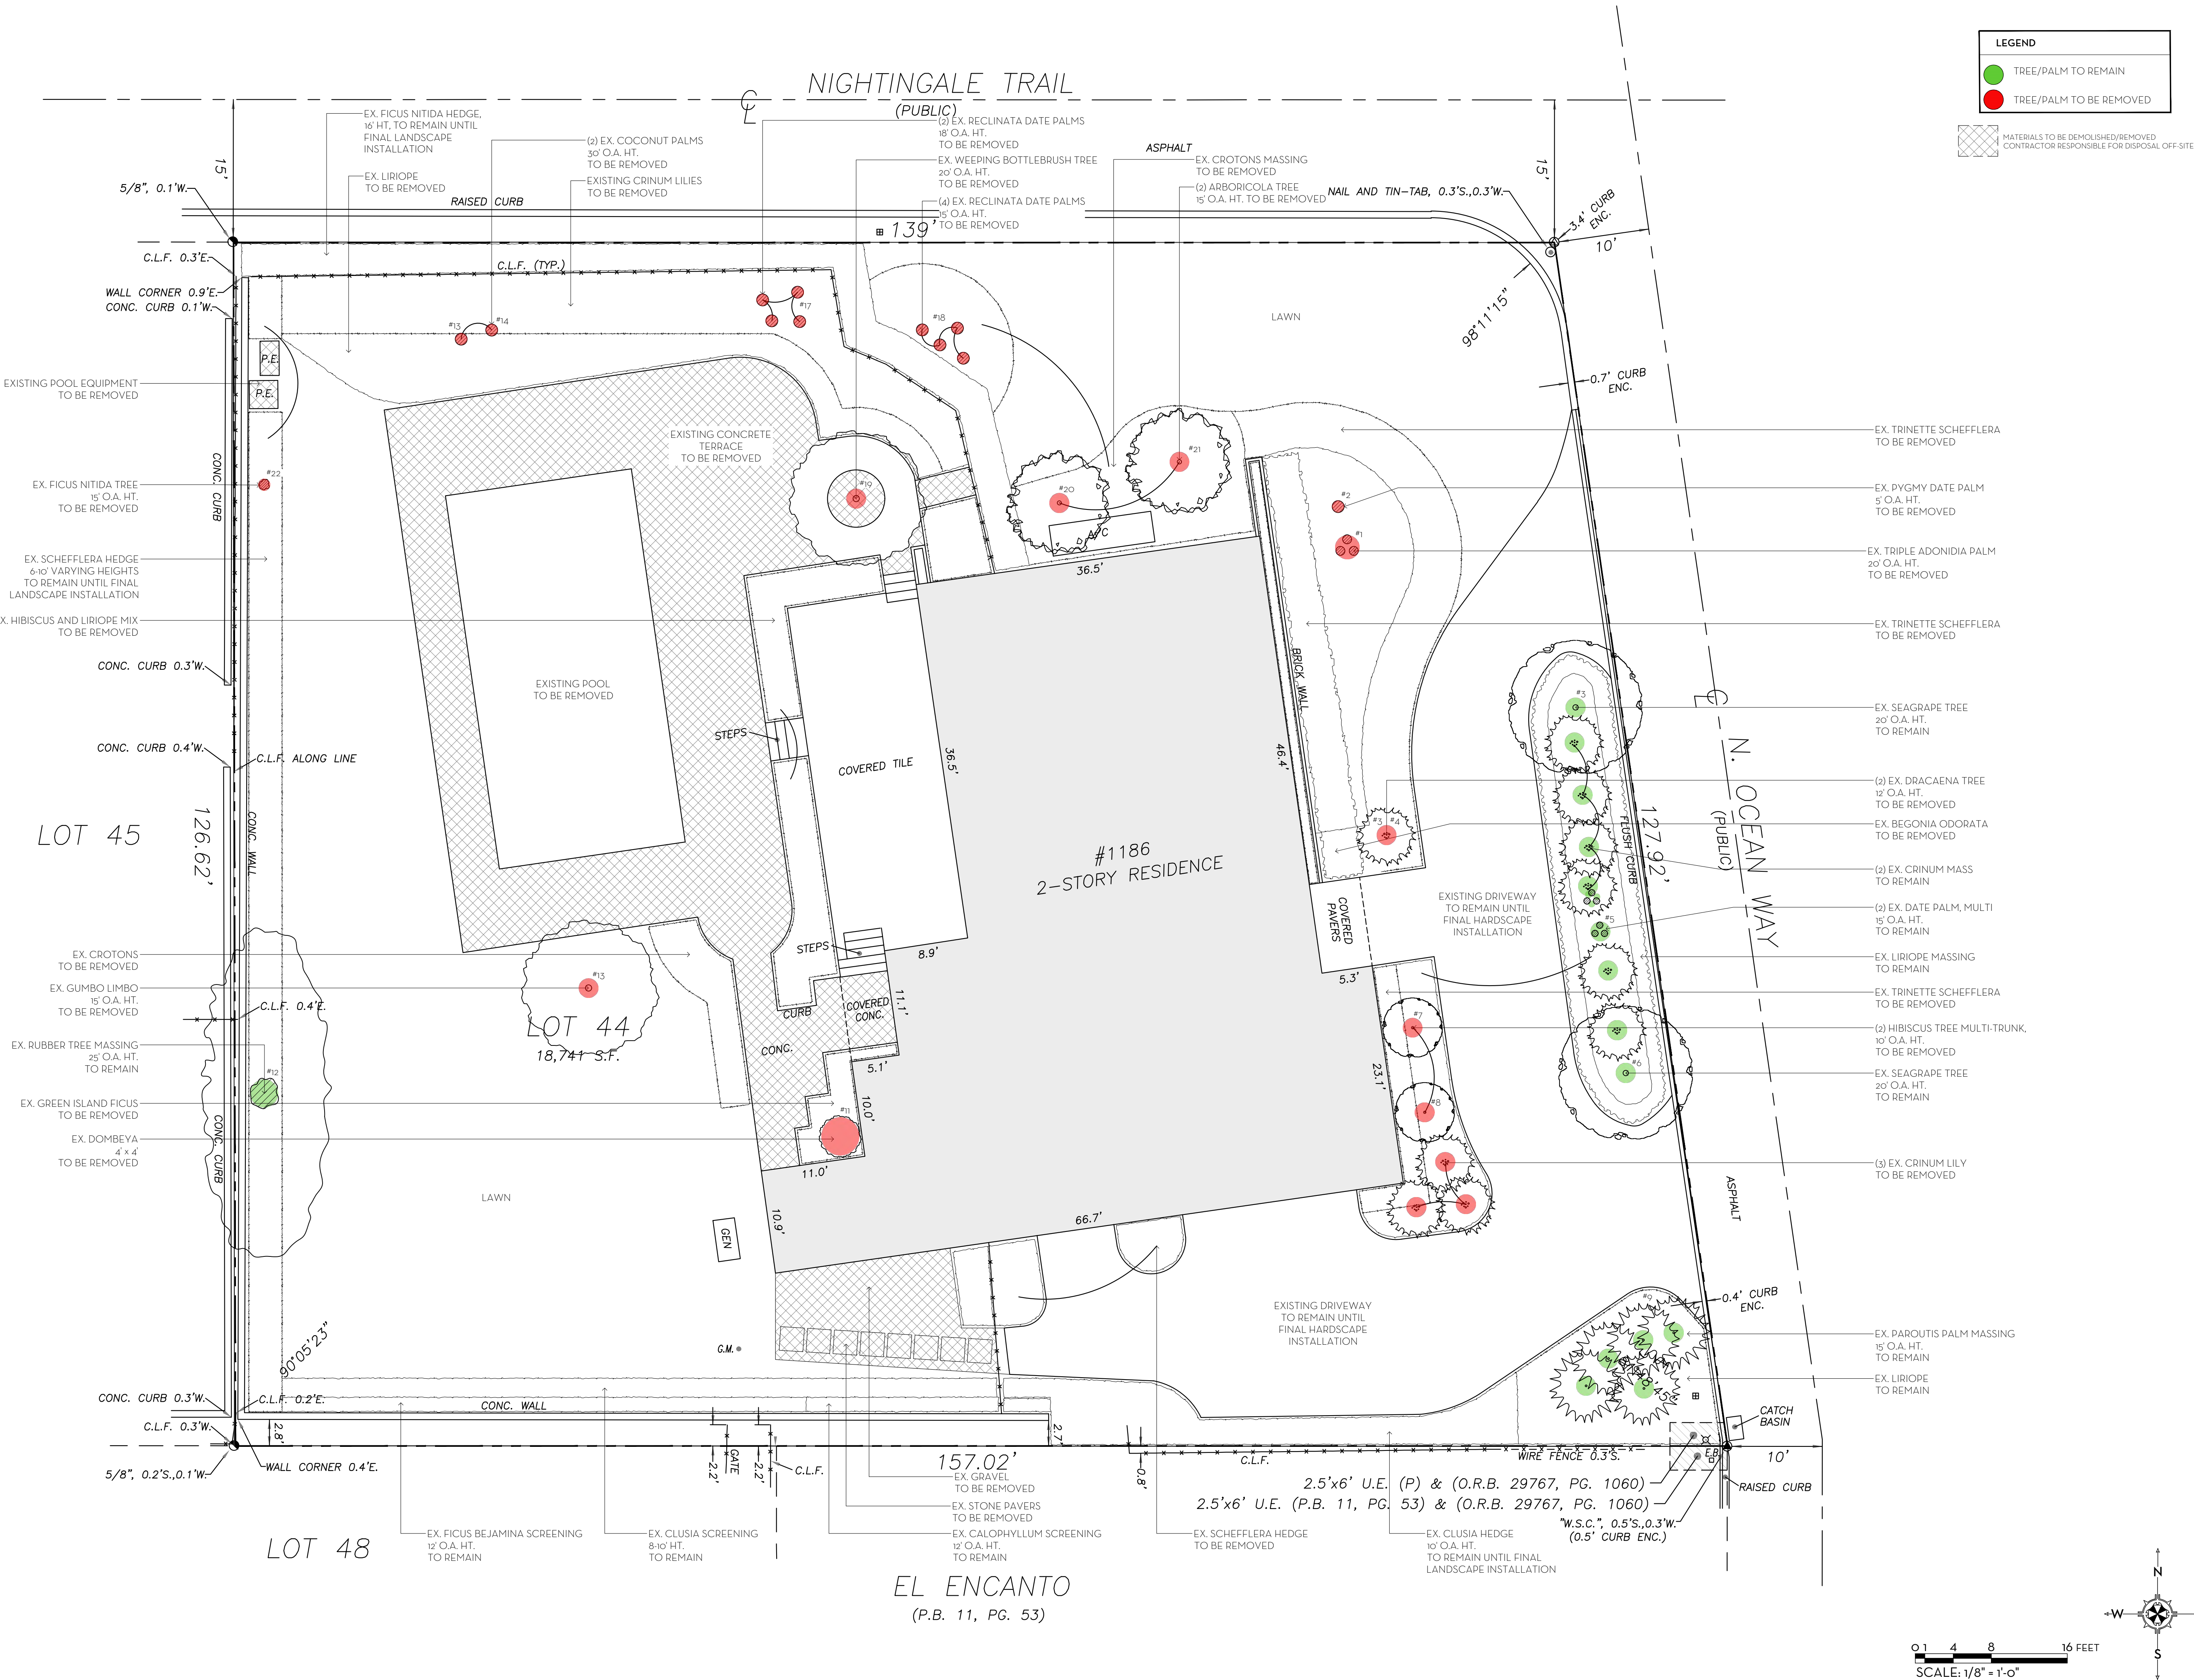 LEGEND
TREE/PALM TO REMAIN
TREE/PALM TO BE REMOVED
MATERIALS TO BE DEMOLISHED/REMOVED
CONTRACTOR RESPONSIBLE FOR DISPOSAL OFF-SITE
NIGHTINGALE TRAIL
(PUBLIC)
EX. FICUS NITIDA HEDGE,
16' HT, TO REMAIN UNTIL
FINAL LANDSCAPE
INSTALLATION
EX. LIRIOPE
TO BE REMOVED
(2) EX. COCONUT PALMS
30' O.A. HT.
TO BE REMOVED
EXISTING CRINUM LILIES
TO BE REMOVED
(2) EX. RECLINATA DATE PALMS
18' O.A. HT.
TO BE REMOVED
EX. WEEPING BOTTLEBRUSH TREE
20' O.A. HT.
TO BE REMOVED
(4) EX. RECLINATA DATE PALMS
15' O.A. HT.
TO BE REMOVED
ASPHALT
EX. CROTONS MASSING
TO BE REMOVED
(2) ARBORICOLA TREE
15' O.A. HT. TO BE REMOVED
NAIL AND TIN-TAB, 0.3'S.,0.3'W.
15'
15'
3.4' CURB
ENC.
10'
5/8", 0.1'W.
RAISED CURB
139'
C.L.F. 0.3'E.
C.L.F. (TYP.)
WALL CORNER 0.9'E.
CONC. CURB 0.1'W.
98°11'15"
LAWN
0.7' CURB
ENC.
#13
#14
#17
#18
P.E.
P.E.
EXISTING POOL EQUIPMENT
TO BE REMOVED
EXISTING CONCRETE
TERRACE
TO BE REMOVED
#19
#20
#21
A/C
36.5'
CONC. CURB
#22
EX. FICUS NITIDA TREE
15' O.A. HT.
TO BE REMOVED
EX. SCHEFFLERA HEDGE
6-10' VARYING HEIGHTS
TO REMAIN UNTIL FINAL
LANDSCAPE INSTALLATION
X. HIBISCUS AND LIRIOPE MIX
TO BE REMOVED
CONC. CURB 0.3'W.
CONC. CURB 0.4'W.
C.L.F. ALONG LINE
CONC. WALL
126.62'
LOT 45
EXISTING POOL
TO BE REMOVED
STEPS
COVERED TILE
36.5'
46.4'
BRICK WALL
#1186
2-STORY RESIDENCE
#2
#1
#3
#4
EX. TRINETTE SCHEFFLERA
TO BE REMOVED
EX. PYGMY DATE PALM
5' O.A. HT.
TO BE REMOVED
EX. TRIPLE ADONIDIA PALM
20' O.A. HT.
TO BE REMOVED
EX. TRINETTE SCHEFFLERA
TO BE REMOVED
#3
EX. SEAGRAPE TREE
20' O.A. HT.
TO REMAIN
N. OCEAN WAY
(PUBLIC)
127.92'
FLUSH CURB
(2) EX. DRACAENA TREE
12' O.A. HT.
TO BE REMOVED
EX. BEGONIA ODORATA
TO BE REMOVED
(2) EX. CRINUM MASS
TO REMAIN
(2) EX. DATE PALM, MULTI
15' O.A. HT.
TO REMAIN
#5
EX. LIRIOPE MASSING
TO REMAIN
EX. TRINETTE SCHEFFLERA
TO BE REMOVED
(2) HIBISCUS TREE MULTI-TRUNK,
10' O.A. HT.
TO BE REMOVED
EX. SEAGRAPE TREE
20' O.A. HT.
TO REMAIN
#6
(3) EX. CRINUM LILY
TO BE REMOVED
EXISTING DRIVEWAY
TO REMAIN UNTIL
FINAL HARDSCAPE
INSTALLATION
COVERED
PAVERS
5.3'
#7
#8
23.1'
STEPS
8.9'
11.1'
COVERED
CONC.
CURB
CONC.
5.1'
10.0'
#11
11.0'
10.9'
66.7'
EX. CROTONS
TO BE REMOVED
EX. GUMBO LIMBO
15' O.A. HT.
TO BE REMOVED
#13
LOT 44
18,741 S.F.
C.L.F. 0.4'E.
EX. RUBBER TREE MASSING
25' O.A. HT.
TO REMAIN
#12
EX. GREEN ISLAND FICUS
TO BE REMOVED
EX. DOMBEYA
4' x 4'
TO BE REMOVED
CONC. CURB
LAWN
GEN
G.M.
ASPHALT
0.4' CURB
ENC.
#9
EXISTING DRIVEWAY
TO REMAIN UNTIL
FINAL HARDSCAPE
INSTALLATION
EX. PAROUTIS PALM MASSING
15' O.A. HT.
TO REMAIN
EX. LIRIOPE
TO REMAIN
90°05'23"
CONC. CURB 0.3'W.
C.L.F. 0.2'E.
C.L.F. 0.3'W.
2.8'
CONC. WALL
WALL CORNER 0.4'E.
5/8", 0.2'S.,0.1'W.
2.2'
GATE
2.2'
C.L.F.
157.02'
2.7'
0.8'
C.L.F.
WIRE FENCE 0.3'S.
E.B.
CATCH
BASIN
10'
RAISED CURB
2.5'x6' U.E. (P) & (O.R.B. 29767, PG. 1060)
2.5'x6' U.E. (P.B. 11, PG. 53) & (O.R.B. 29767, PG. 1060)
"W.S.C.", 0.5'S.,0.3'W.
(0.5' CURB ENC.)
EX. GRAVEL
TO BE REMOVED
EX. STONE PAVERS
TO BE REMOVED
LOT 48
EX. FICUS BEJAMINA SCREENING
12' O.A. HT.
TO REMAIN
EX. CLUSIA SCREENING
8-10' HT.
TO REMAIN
EX. CALOPHYLLUM SCREENING
12' O.A. HT.
TO REMAIN
EX. SCHEFFLERA HEDGE
TO BE REMOVED
EX. CLUSIA HEDGE
10' O.A. HT.
TO REMAIN UNTIL FINAL
LANDSCAPE INSTALLATION
EL ENCANTO
(P.B. 11, PG. 53)
N
W
S
0 1 4 8 16 FEET
SCALE: 1/8" = 1'-0"